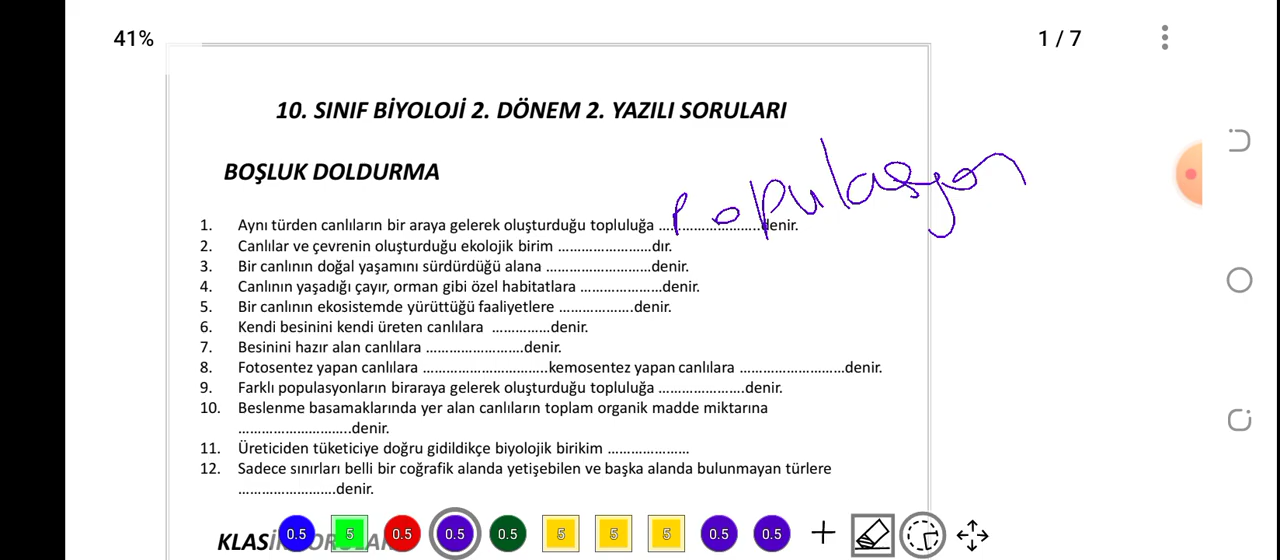 41%
1 / 7
10. SINIF BİYOLOJİ 2. DÖNEM 2. YAZILI SORULARI
BOŞLUK DOLDURMA
populasyon
1. Aynı türden canlıların bir araya gelerek oluşturduğu topluluğa ........................denir.
2. Canlılar ve çevrenin oluşturduğu ekolojik birim ……………………dır.
3. Bir canlının doğal yaşamını sürdürdüğü alana ………………………denir.
4. Canlının yaşadığı çayır, orman gibi özel habitatlara …………………denir.
5. Bir canlının ekosistemde yürüttüğü faaliyetlere ……………….denir.
6. Kendi besinini kendi üreten canlılara ……………denir.
7. Besinini hazır alan canlılara …………………….denir.
8. Fotosentez yapan canlılara …………………………..kemosentez yapan canlılara ………………………denir.
9. Farklı populasyonların biraraya gelerek oluşturduğu topluluğa ………………….denir.
10. Beslenme basamaklarında yer alan canlıların toplam organik madde miktarına
………………………..denir.
11. Üreticiden tüketiciye doğru gidildikçe biyolojik birikim …………………
12. Sadece sınırları belli bir coğrafik alanda yetişebilen ve başka alanda bulunmayan türlere
…………………….denir.
0.5 5 0.5 0.5 0.5 5 5 5 0.5 0.5